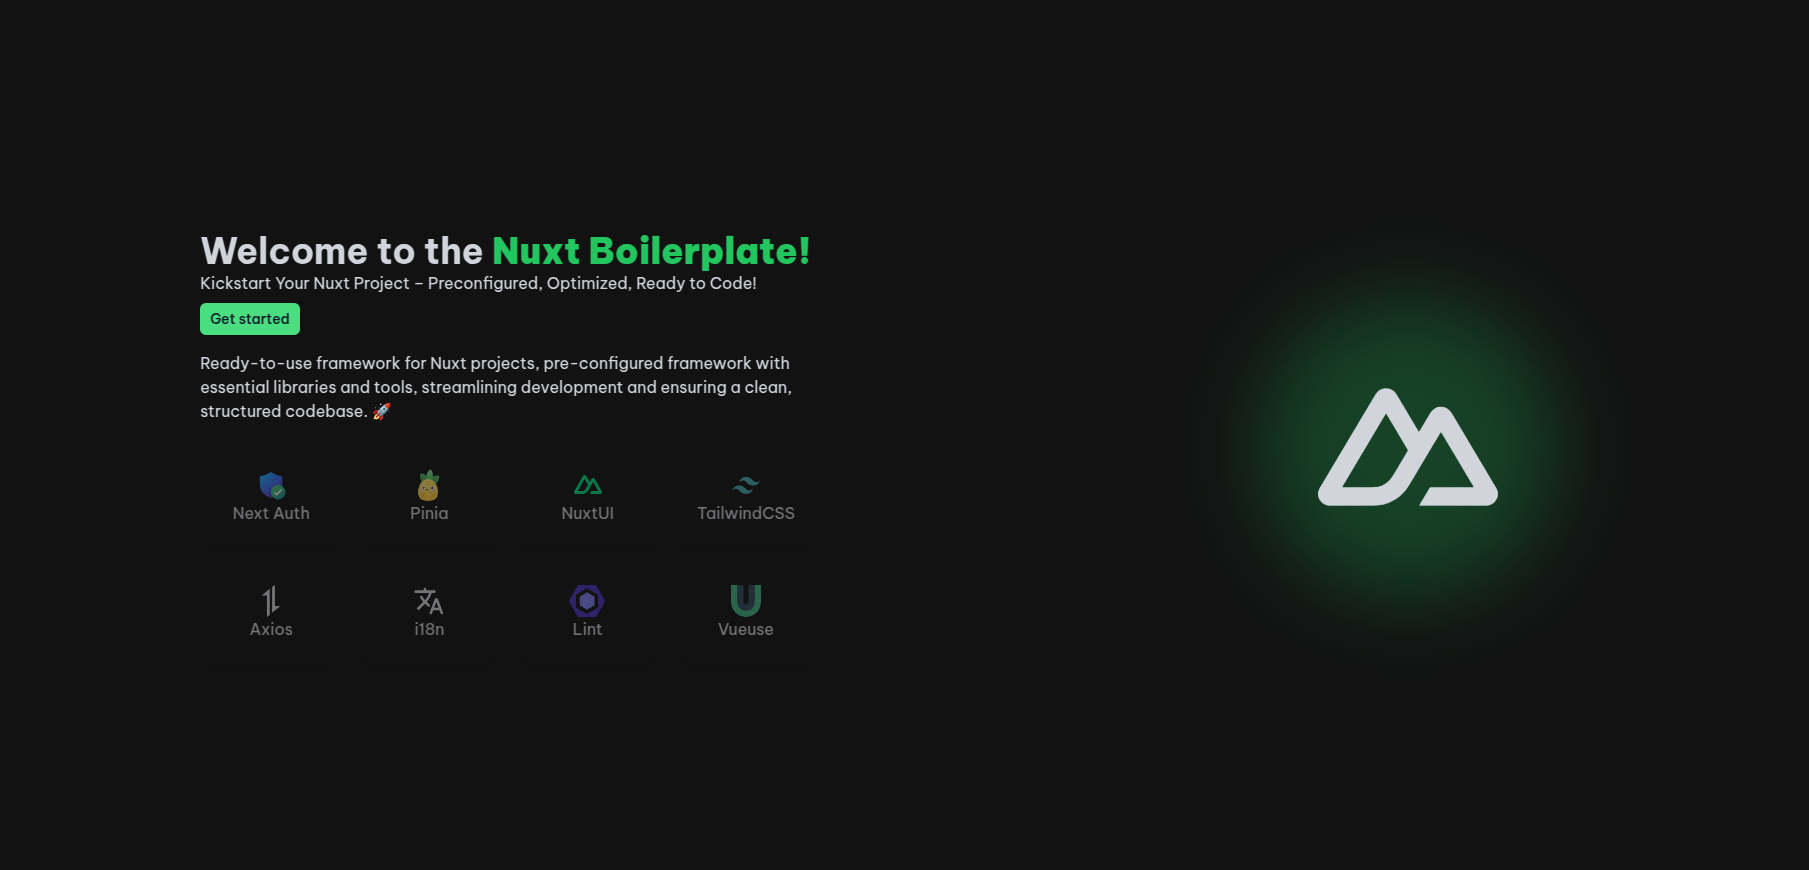 Welcome to the Nuxt Boilerplate!
Kickstart Your Nuxt Project – Preconfigured, Optimized, Ready to Code!
Get started
Ready-to-use framework for Nuxt projects, pre-configured framework with
essential libraries and tools, streamlining development and ensuring a clean,
structured codebase. 🚀
Next Auth
Pinia
NuxtUI
TailwindCSS
Axios
i18n
Lint
Vueuse